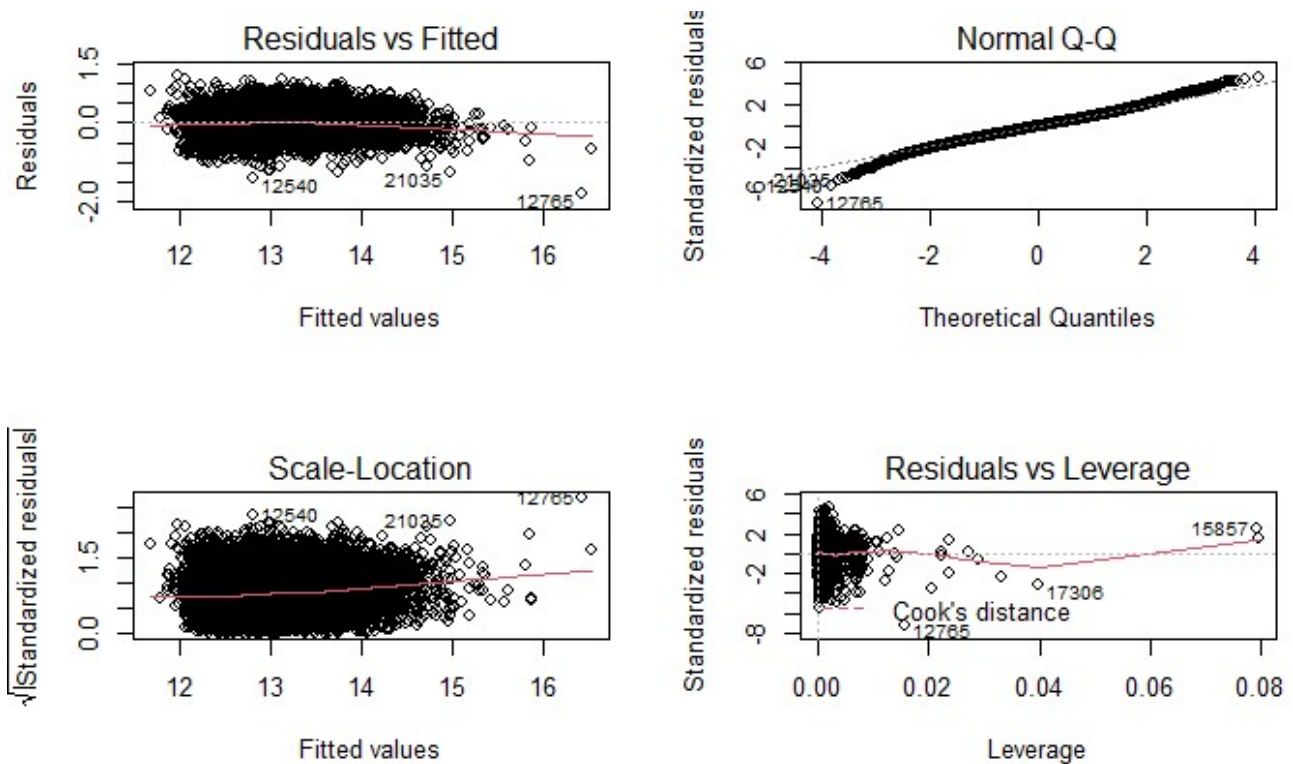 Residuals vs Fitted
Residuals
1.5
0.0
-2.0
12540
21035
12765
12 13 14 15 16
Fitted values
Normal Q-Q
Standardized residuals
6
2
-2
-6
21035
12540
12765
-4 -2 0 2 4
Theoretical Quantiles
Scale-Location
√|Standardized residuals|
1.5
0.0
12540
21035
12765
12 13 14 15 16
Fitted values
Residuals vs Leverage
Standardized residuals
6
2
-2
-8
15857
17306
Cook's distance
12765
0.00 0.02 0.04 0.06 0.08
Leverage